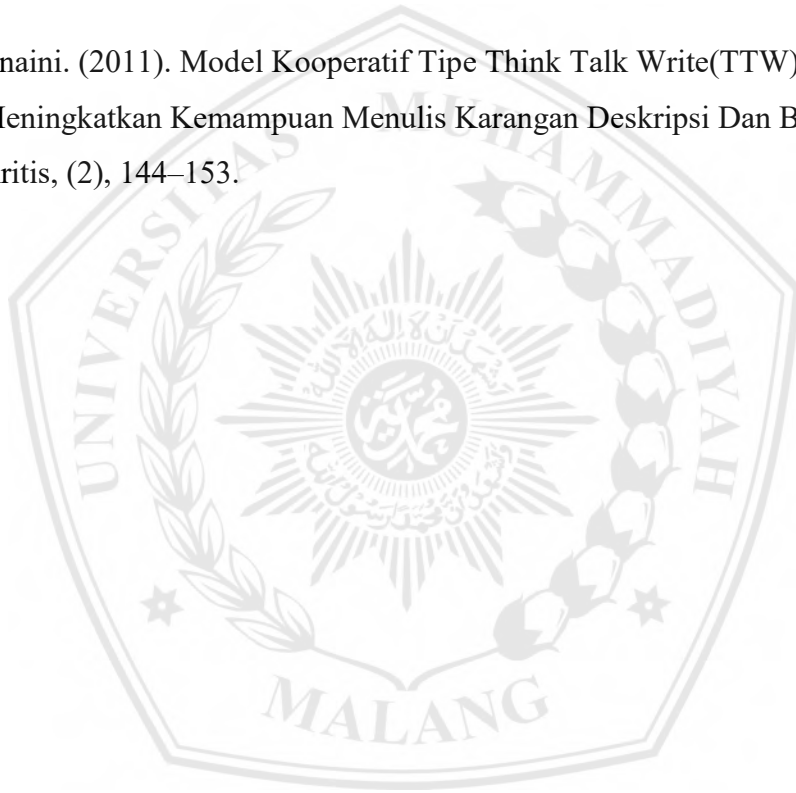 naini. (2011). Model Kooperatif Tipe Think Talk Write(TTW)
Meningkatkan Kemampuan Menulis Karangan Deskripsi Dan B
ritis, (2), 144–153.
UNIVERSITAS MUHAMMADIYAH
MALANG